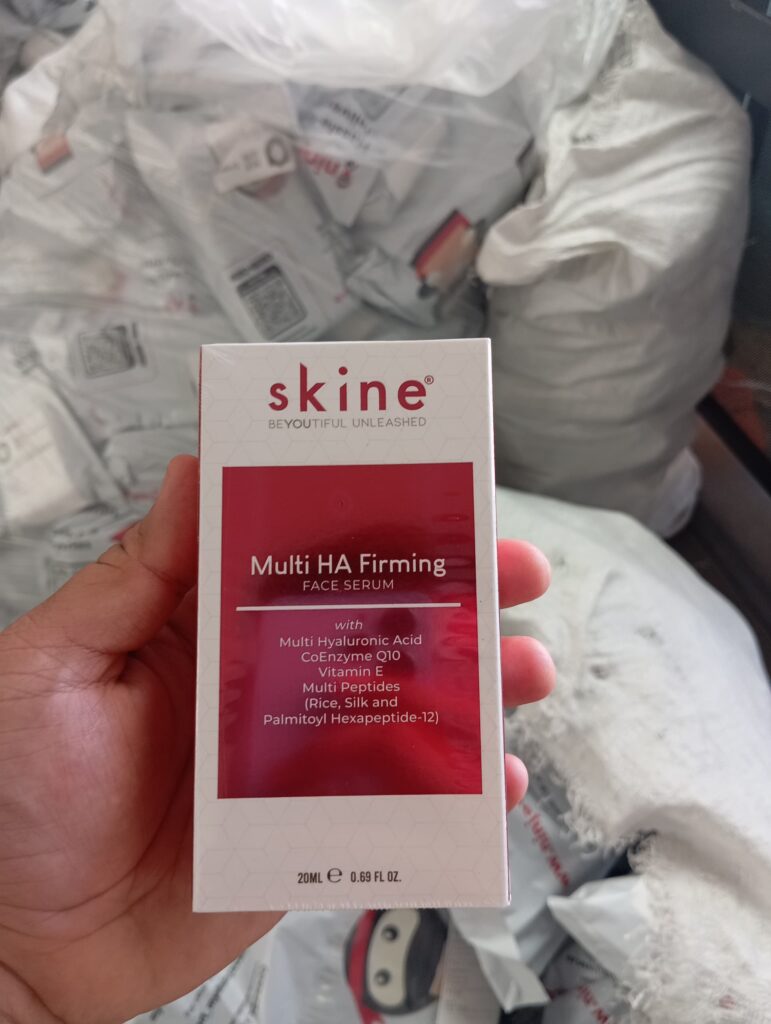 skine®
BEYOUTIFUL UNLEASHED
Multi HA Firming
FACE SERUM
with
Multi Hyaluronic Acid
CoEnzyme Q10
Vitamin E
Multi Peptides
(Rice, Silk and
Palmitoyl Hexapeptide-12)
20ML ℮ 0.69 FL OZ.